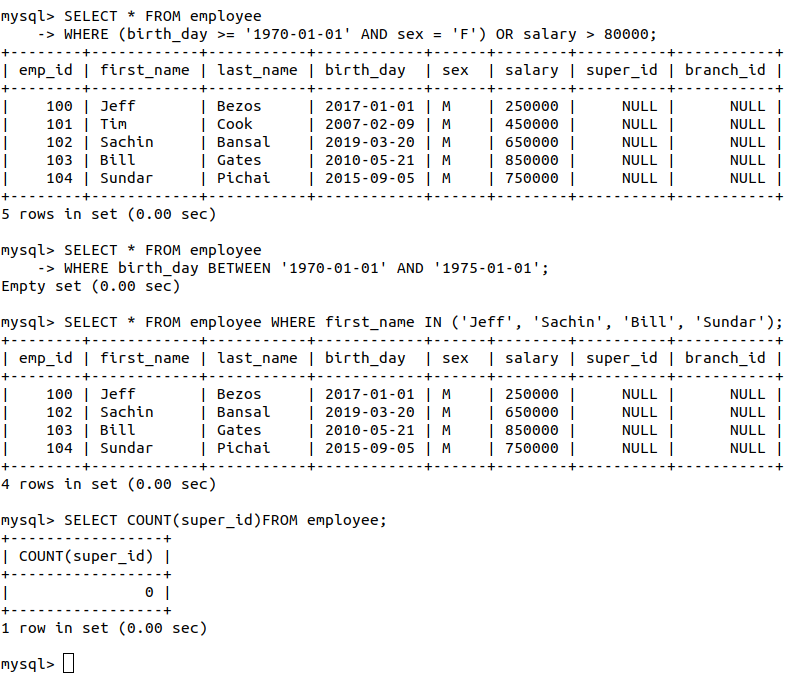 mysql> SELECT * FROM employee
    -> WHERE (birth_day >= '1970-01-01' AND sex = 'F') OR salary > 80000;
+--------+------------+-----------+------------+------+--------+----------+-----------+
| emp_id | first_name | last_name | birth_day  | sex  | salary | super_id | branch_id |
+--------+------------+-----------+------------+------+--------+----------+-----------+
|    100 | Jeff       | Bezos     | 2017-01-01 | M    | 250000 |     NULL |      NULL |
|    101 | Tim        | Cook      | 2007-02-09 | M    | 450000 |     NULL |      NULL |
|    102 | Sachin     | Bansal    | 2019-03-20 | M    | 650000 |     NULL |      NULL |
|    103 | Bill       | Gates     | 2010-05-21 | M    | 850000 |     NULL |      NULL |
|    104 | Sundar     | Pichai    | 2015-09-05 | M    | 750000 |     NULL |      NULL |
+--------+------------+-----------+------------+------+--------+----------+-----------+
5 rows in set (0.00 sec)

mysql> SELECT * FROM employee
    -> WHERE birth_day BETWEEN '1970-01-01' AND '1975-01-01';
Empty set (0.00 sec)

mysql> SELECT * FROM employee WHERE first_name IN ('Jeff', 'Sachin', 'Bill', 'Sundar');
+--------+------------+-----------+------------+------+--------+----------+-----------+
| emp_id | first_name | last_name | birth_day  | sex  | salary | super_id | branch_id |
+--------+------------+-----------+------------+------+--------+----------+-----------+
|    100 | Jeff       | Bezos     | 2017-01-01 | M    | 250000 |     NULL |      NULL |
|    102 | Sachin     | Bansal    | 2019-03-20 | M    | 650000 |     NULL |      NULL |
|    103 | Bill       | Gates     | 2010-05-21 | M    | 850000 |     NULL |      NULL |
|    104 | Sundar     | Pichai    | 2015-09-05 | M    | 750000 |     NULL |      NULL |
+--------+------------+-----------+------------+------+--------+----------+-----------+
4 rows in set (0.00 sec)

mysql> SELECT COUNT(super_id)FROM employee;
+-----------------+
| COUNT(super_id) |
+-----------------+
|               0 |
+-----------------+
1 row in set (0.00 sec)

mysql>